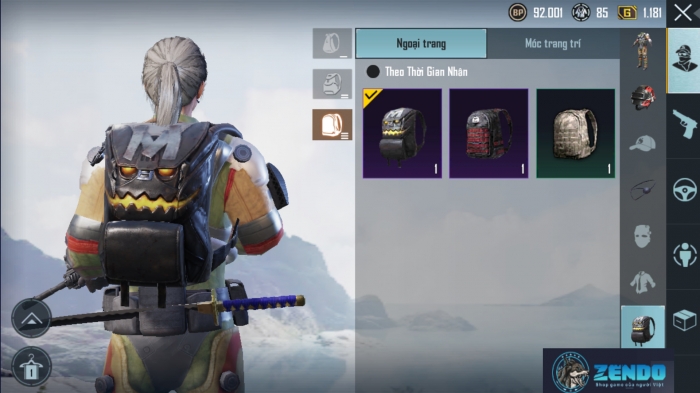 BP 92.001 85 G 1.181
Ngoại trang
Móc trang trí
Theo Thời Gian Nhận
1
1
1
M
1
ZENDO
Shop game của người Việt